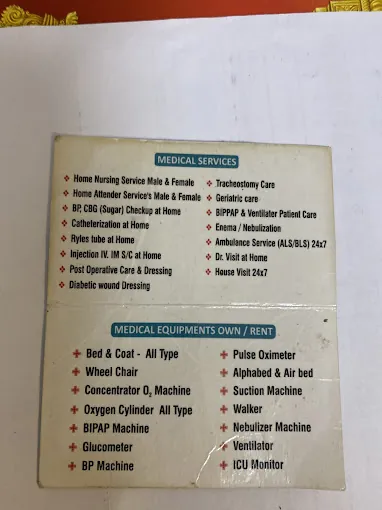 MEDICAL SERVICES
Home Nursing Service Male & Female
Home Attender Service's Male & Female
BP, CBG (Sugar) Checkup at Home
Catheterization at Home
Ryles tube at Home
Injection IV. IM S/C at Home
Post Operative Care & Dressing
Diabetic wound Dressing
Tracheostomy Care
Geriatric care
BIPPAP & Ventilater Patient Care
Enema / Nebulization
Ambulance Service (ALS/BLS) 24x7
Dr. Visit at Home
House Visit 24x7
MEDICAL EQUIPMENTS OWN / RENT
Bed & Coat - All Type
Wheel Chair
Concentrator O₂ Machine
Oxygen Cylinder All Type
BIPAP Machine
Glucometer
BP Machine
Pulse Oximeter
Alphabed & Air bed
Suction Machine
Walker
Nebulizer Machine
Ventilator
ICU Monitor